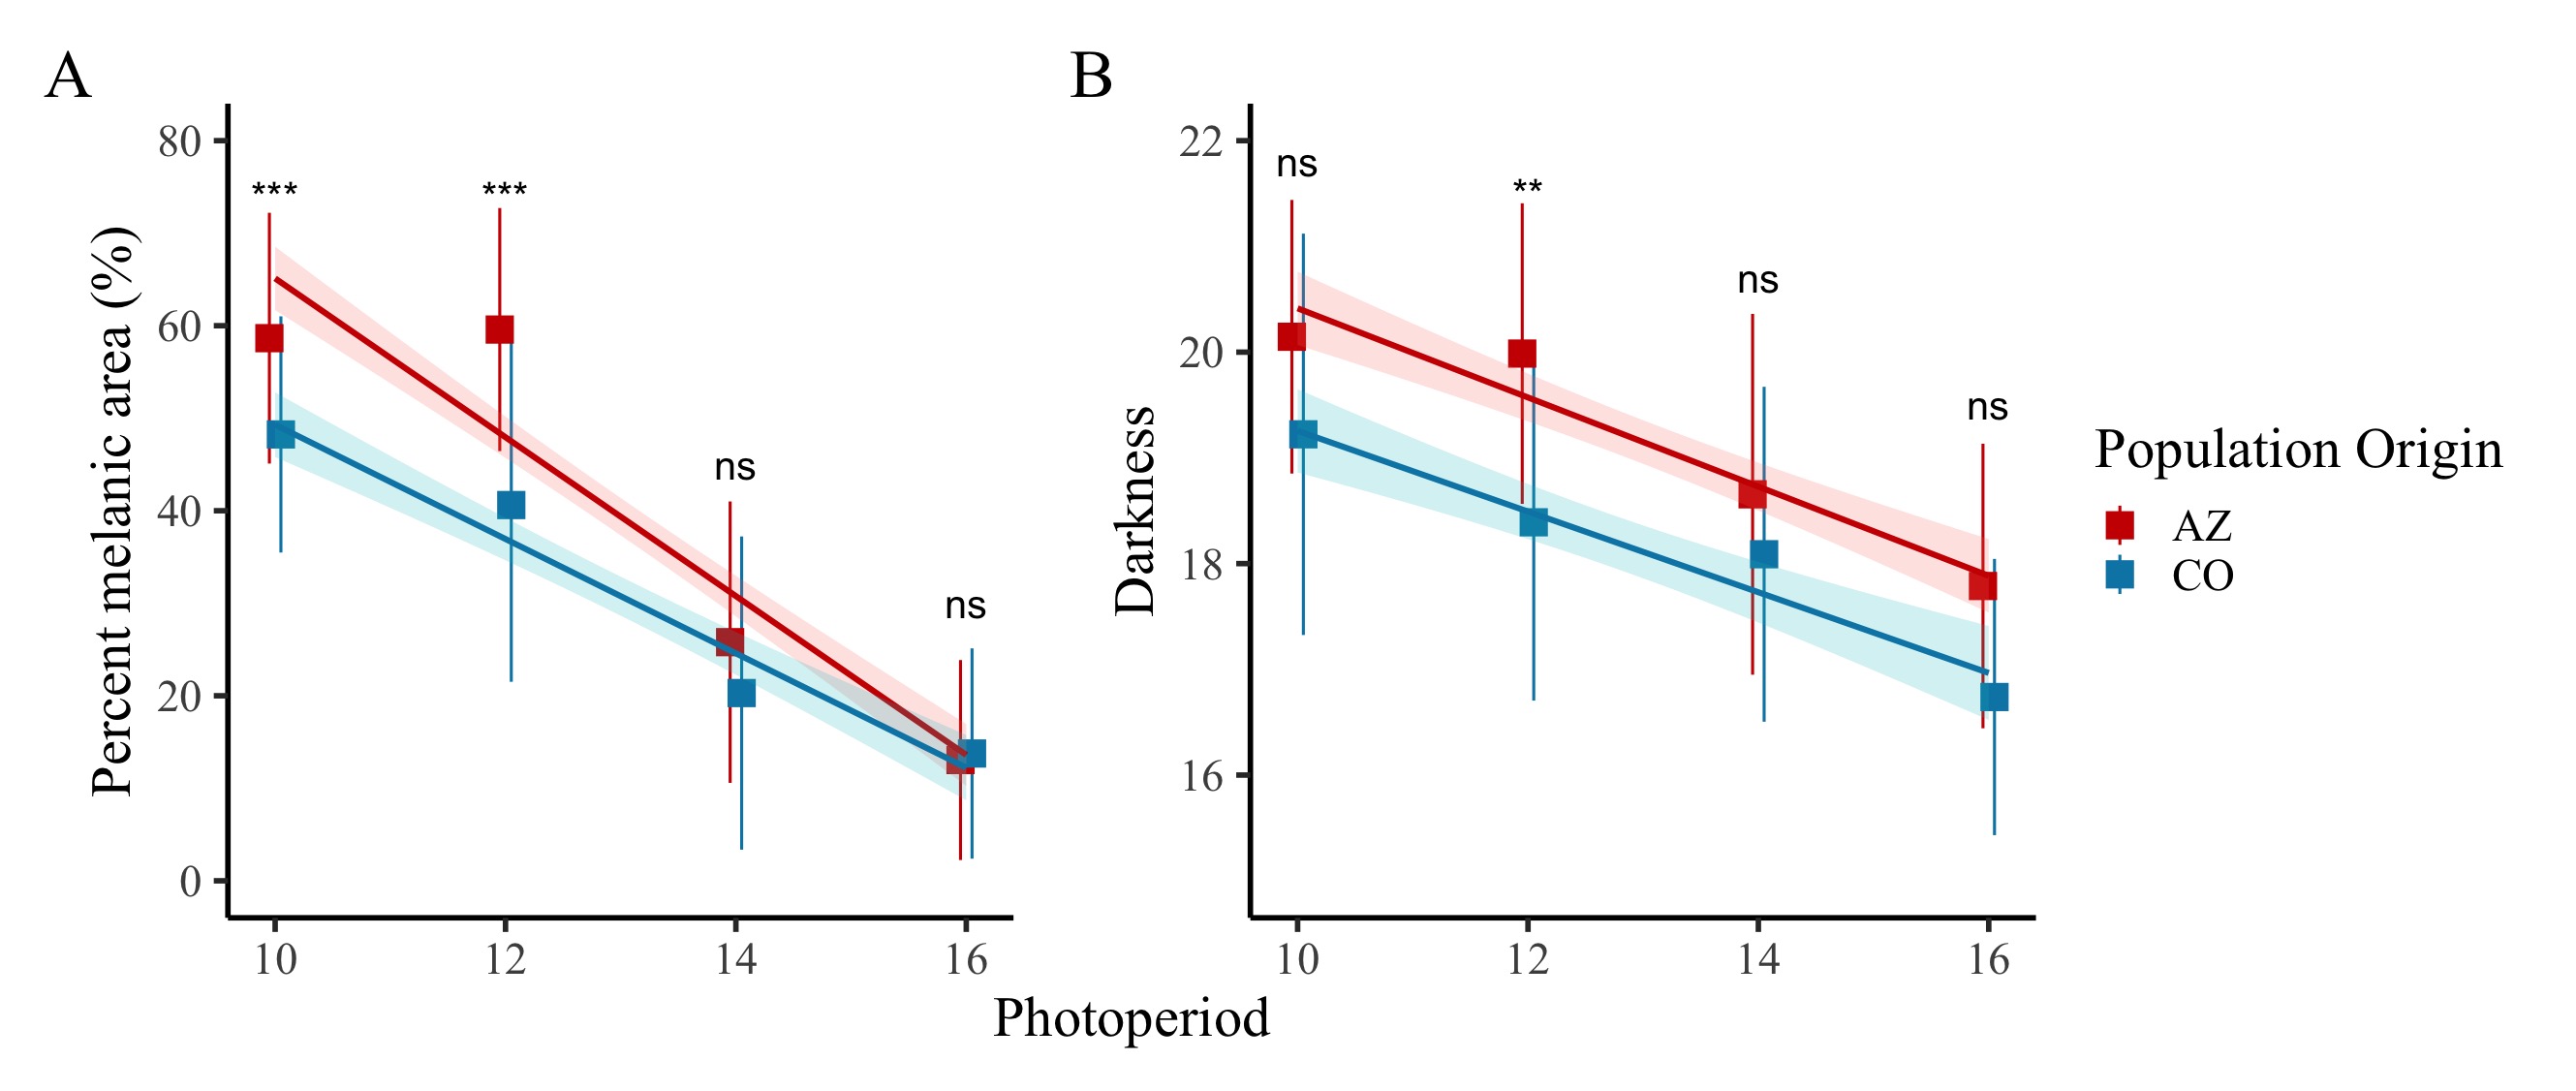 A
B
Percent melanic area (%)
80
60
40
20
0
*** *** ns ns
10 12 14 16
Darkness
22
20
18
16
ns ** ns ns
10 12 14 16
Photoperiod
Population Origin
AZ
CO